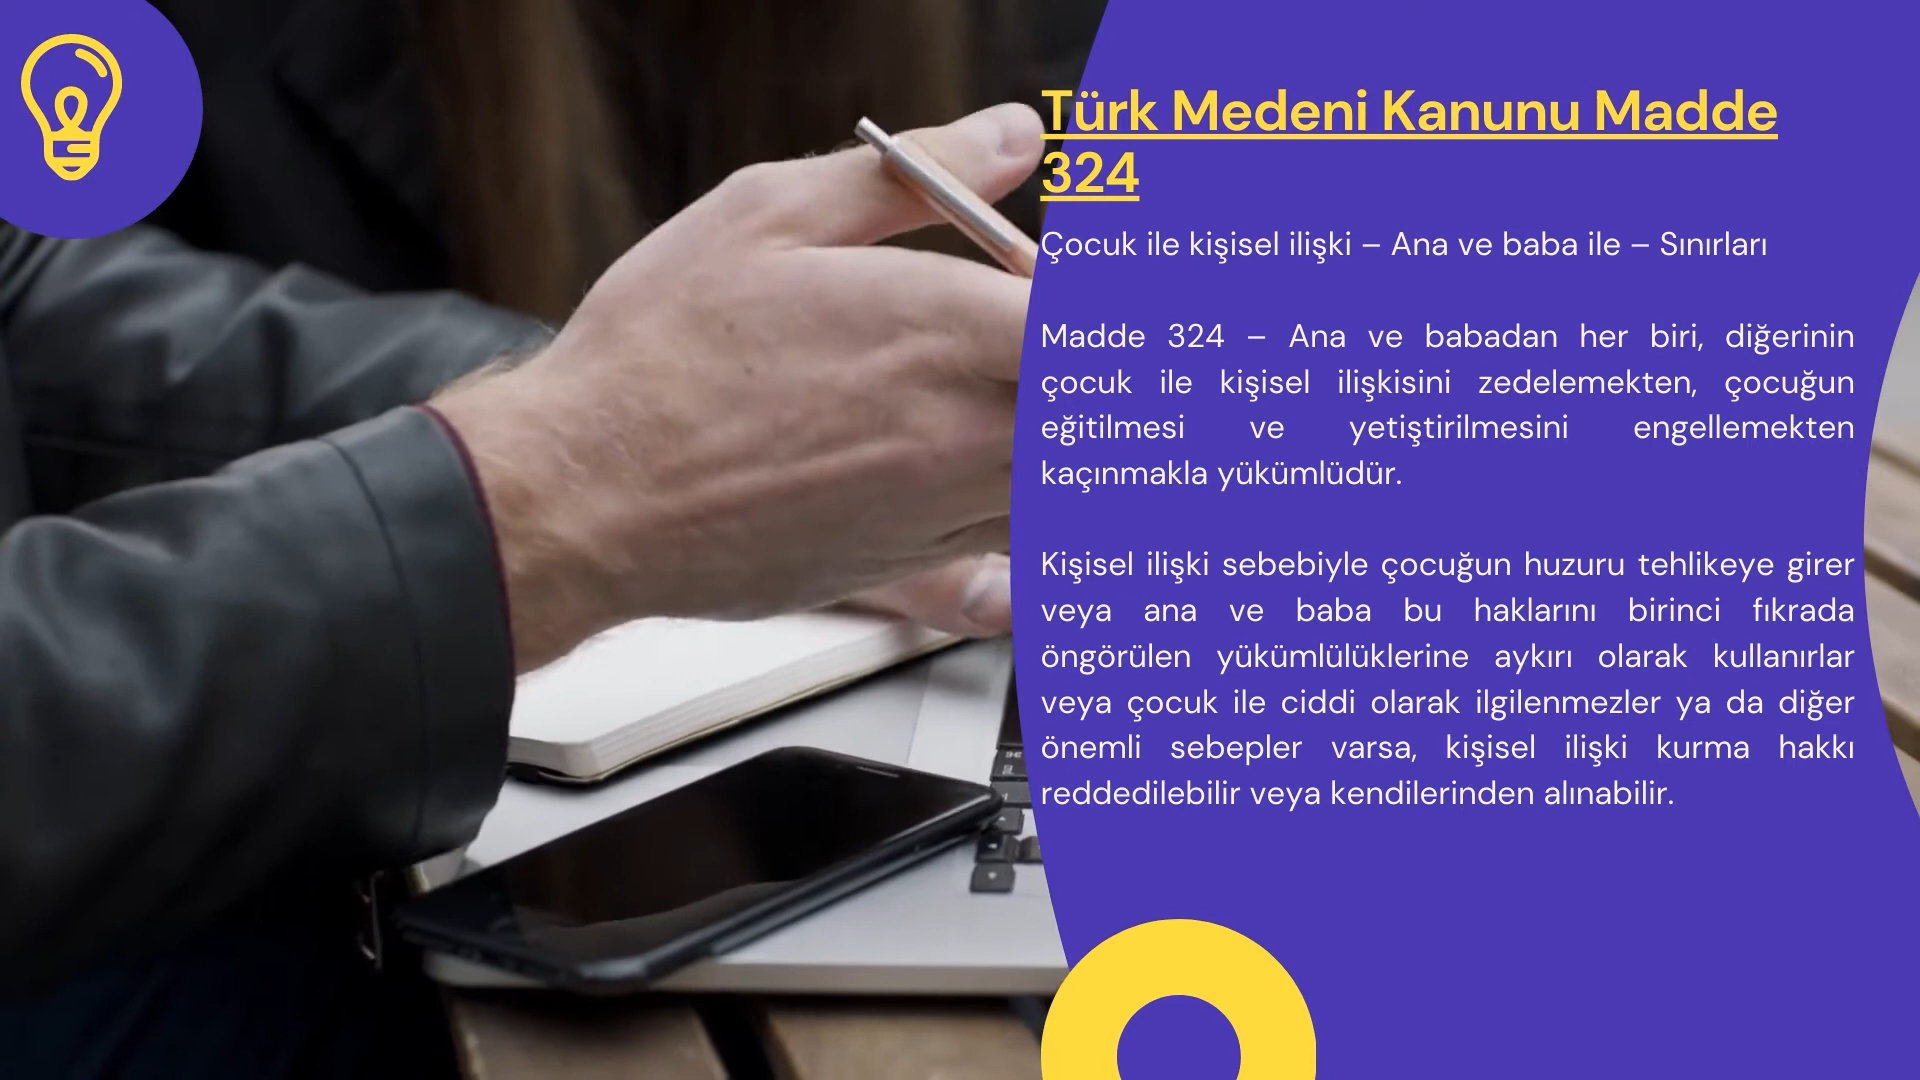 Türk Medeni Kanunu Madde
324
Çocuk ile kişisel ilişki – Ana ve baba ile – Sınırları
Madde 324 – Ana ve babadan her biri, diğerinin
çocuk ile kişisel ilişkisini zedelemekten, çocuğun
eğitilmesi ve yetiştirilmesini engellemekten
kaçınmakla yükümlüdür.
Kişisel ilişki sebebiyle çocuğun huzuru tehlikeye girer
veya ana ve baba bu haklarını birinci fıkrada
öngörülen yükümlülüklerine aykırı olarak kullanırlar
veya çocuk ile ciddi olarak ilgilenmezler ya da diğer
önemli sebepler varsa, kişisel ilişki kurma hakkı
reddedilebilir veya kendilerinden alınabilir.